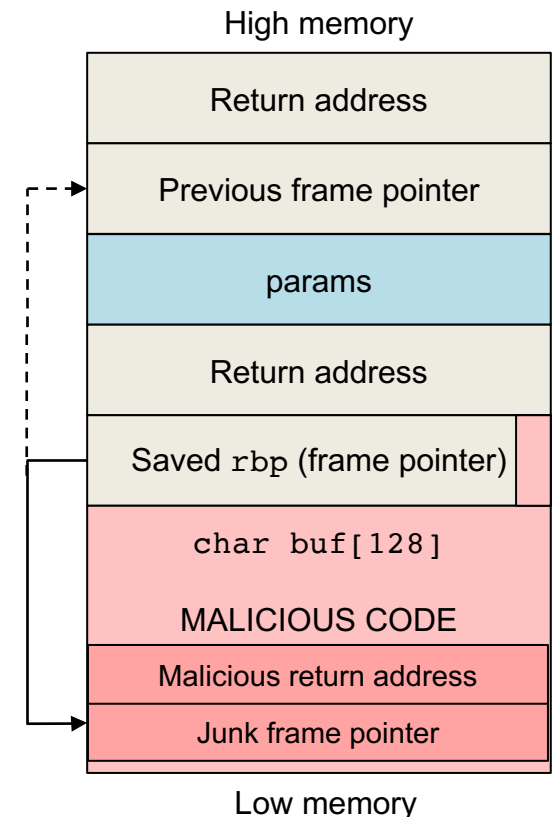 High memory
Return address
Previous frame pointer
params
Return address
Saved rbp (frame pointer)
char buf[128]
MALICIOUS CODE
Malicious return address
Junk frame pointer
Low memory